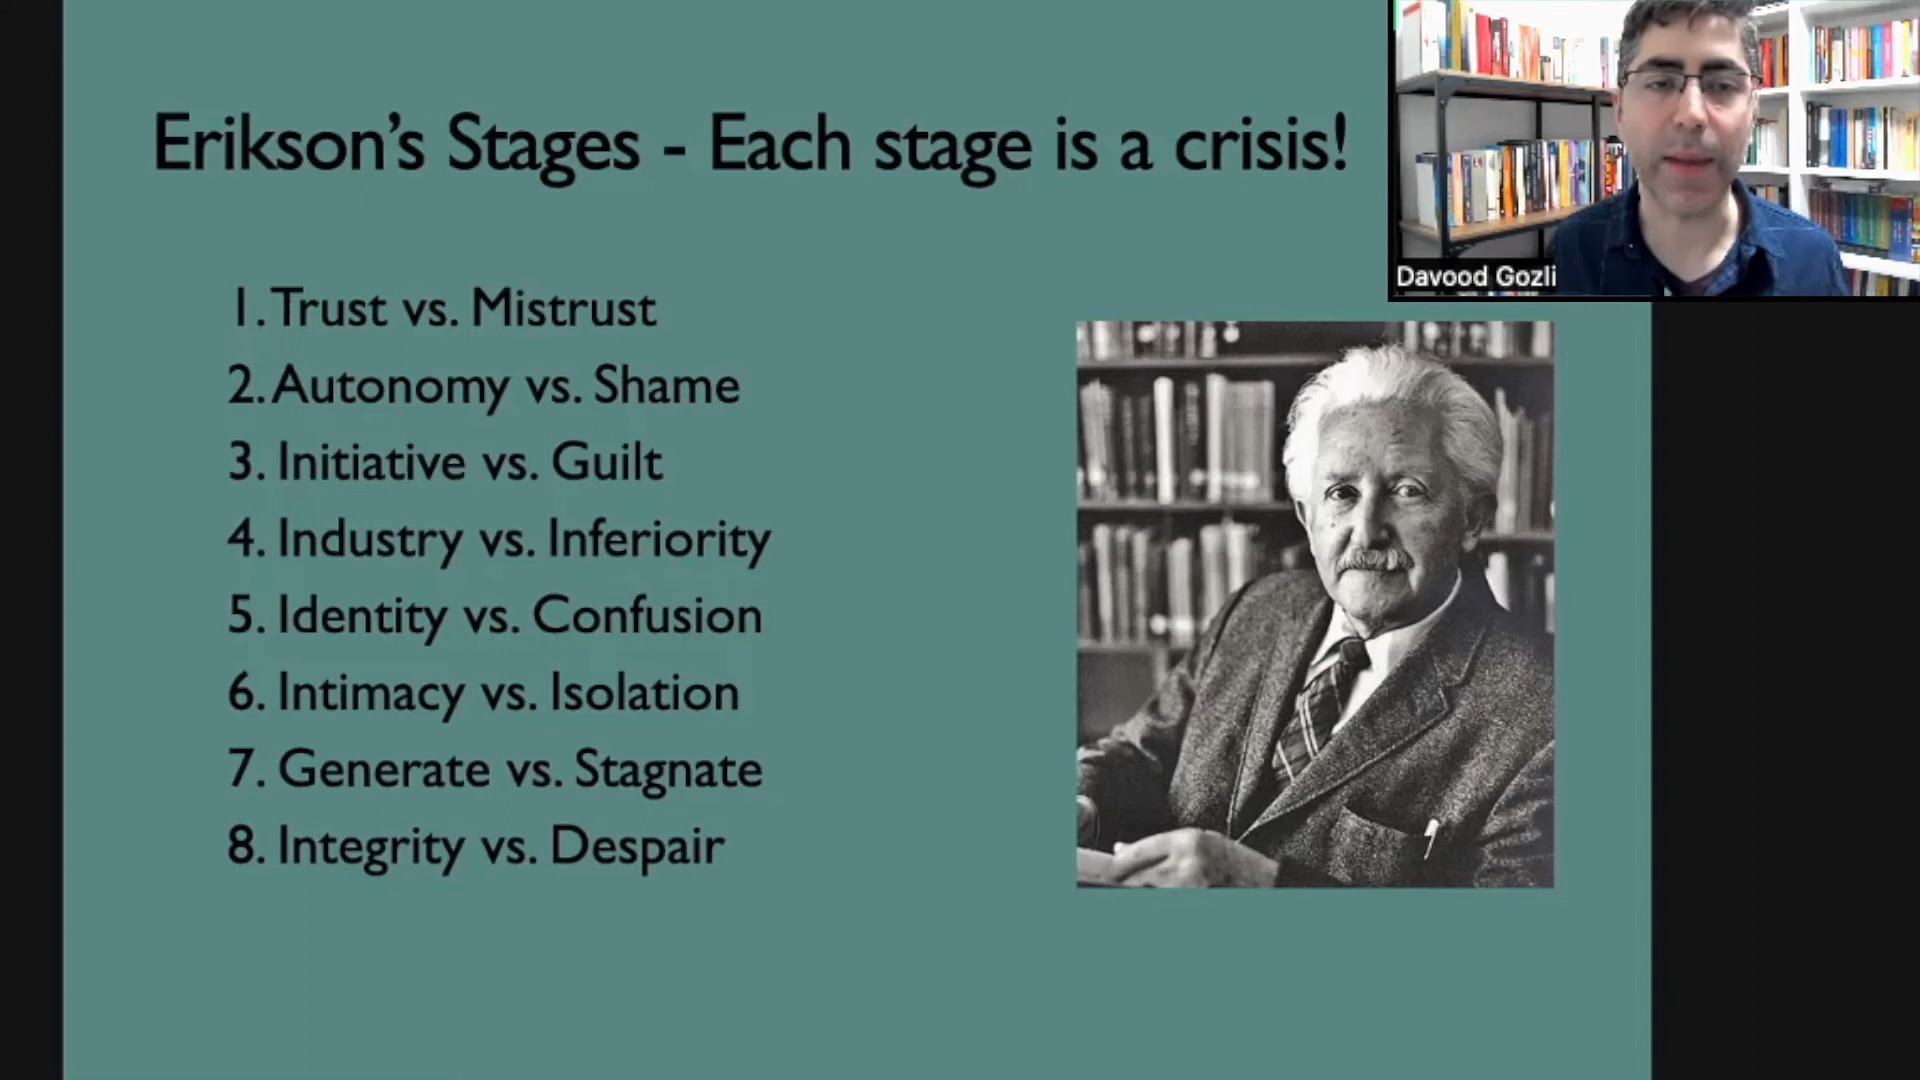 Erikson's Stages - Each stage is a crisis!
1. Trust vs. Mistrust
2. Autonomy vs. Shame
3. Initiative vs. Guilt
4. Industry vs. Inferiority
5. Identity vs. Confusion
6. Intimacy vs. Isolation
7. Generate vs. Stagnate
8. Integrity vs. Despair
Davood Gozli